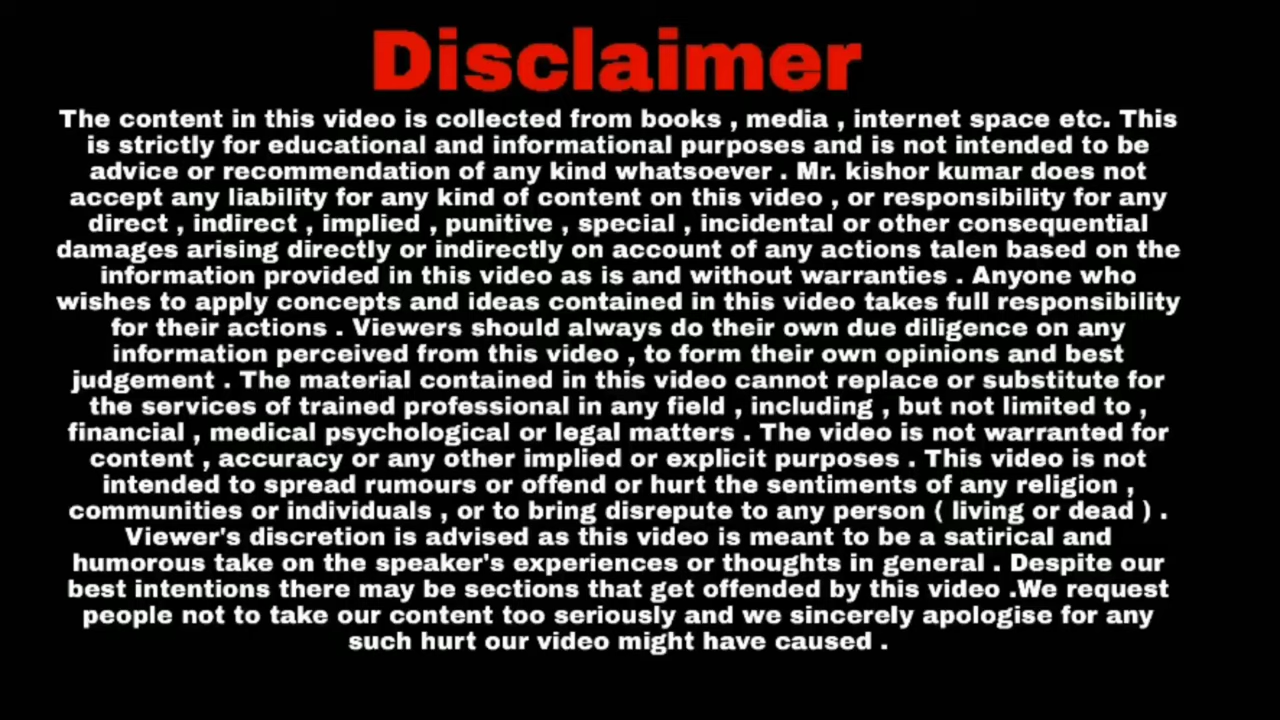 Disclaimer
The content in this video is collected from books , media , internet space etc. This
is strictly for educational and informational purposes and is not intended to be
advice or recommendation of any kind whatsoever . Mr. kishor kumar does not
accept any liability for any kind of content on this video , or responsibility for any
direct , indirect , implied , punitive , special , incidental or other consequential
damages arising directly or indirectly on account of any actions talen based on the
information provided in this video as is and without warranties . Anyone who
wishes to apply concepts and ideas contained in this video takes full responsibility
for their actions . Viewers should always do their own due diligence on any
information perceived from this video , to form their own opinions and best
judgement . The material contained in this video cannot replace or substitute for
the services of trained professional in any field , including , but not limited to ,
financial , medical psychological or legal matters . The video is not warranted for
content , accuracy or any other implied or explicit purposes . This video is not
intended to spread rumours or offend or hurt the sentiments of any religion ,
communities or individuals , or to bring disrepute to any person ( living or dead ) .
Viewer's discretion is advised as this video is meant to be a satirical and
humorous take on the speaker's experiences or thoughts in general . Despite our
best intentions there may be sections that get offended by this video .We request
people not to take our content too seriously and we sincerely apologise for any
such hurt our video might have caused .